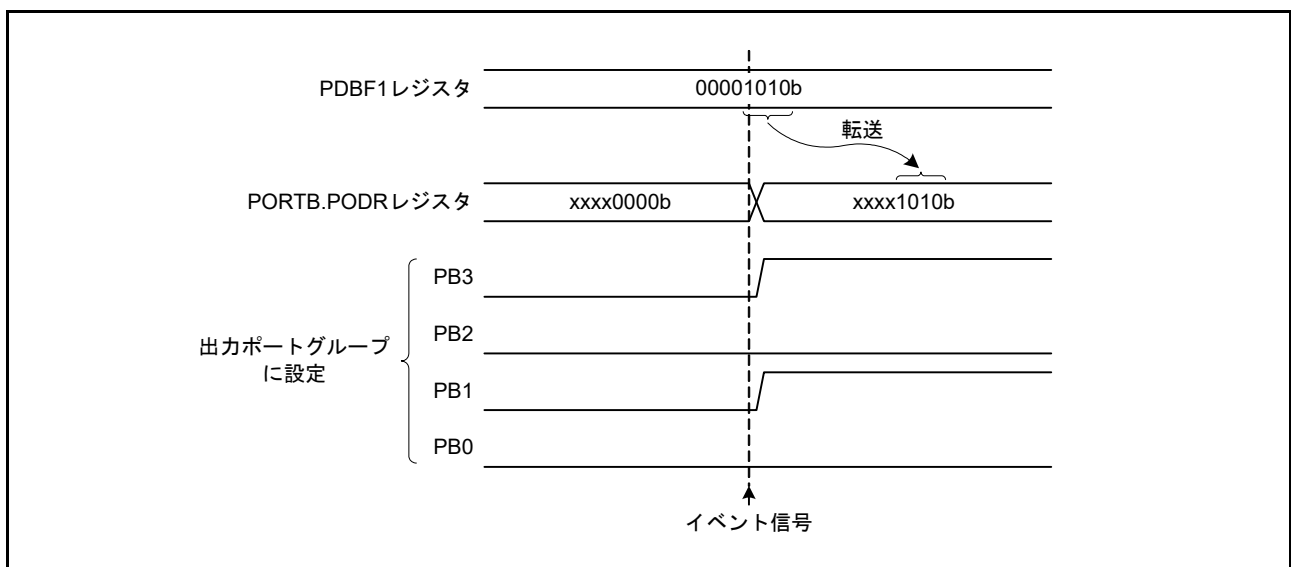 PDBF1レジスタ
00001010b
転送
PORTB.PODRレジスタ
xxxx0000b
xxxx1010b
PB3
PB2
出力ポートグループ
に設定
PB1
PB0
イベント信号